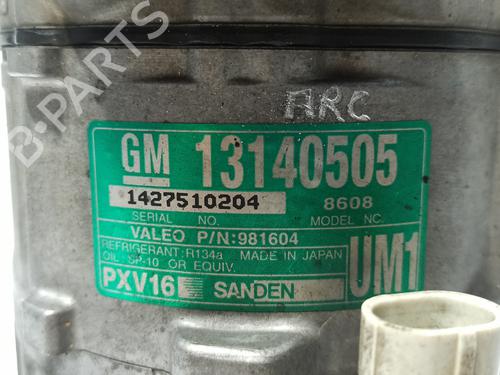 ARC
GM 13140505
1427510204 8608
SERIAL NO. MODEL NO.
VALEO P/N:981604
REFRIGERANT:R134a MADE IN JAPAN
OIL SP-10 OR EQUIV.
UM1
PXV16 SANDEN
B-PARTS